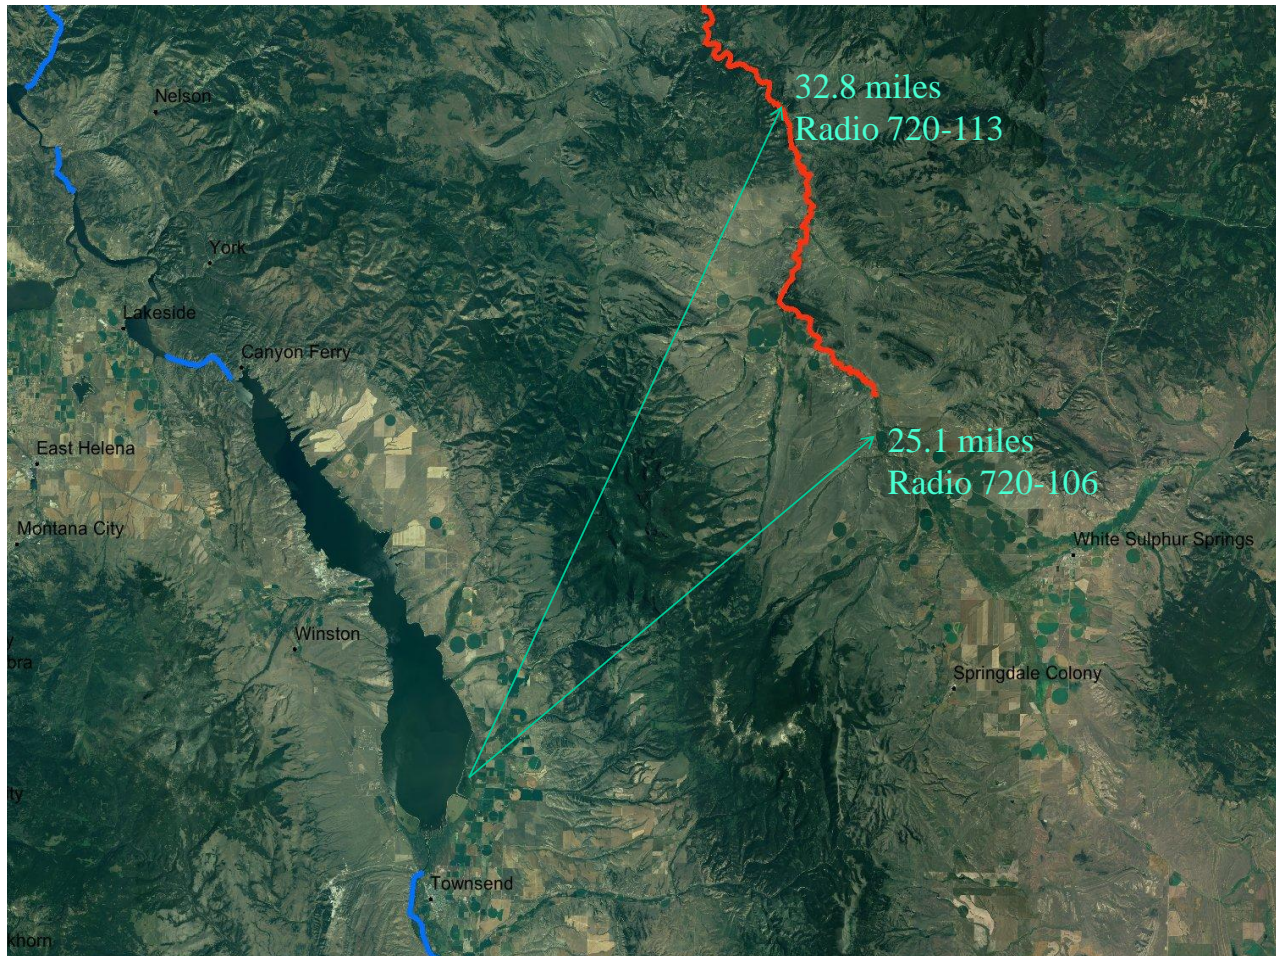 Nelson
32.8 miles
Radio 720-113
York
Lakeside
Canyon Ferry
East Helena
25.1 miles
Radio 720-106
Montana City
White Sulphur Springs
Winston
Springdale Colony
Townsend